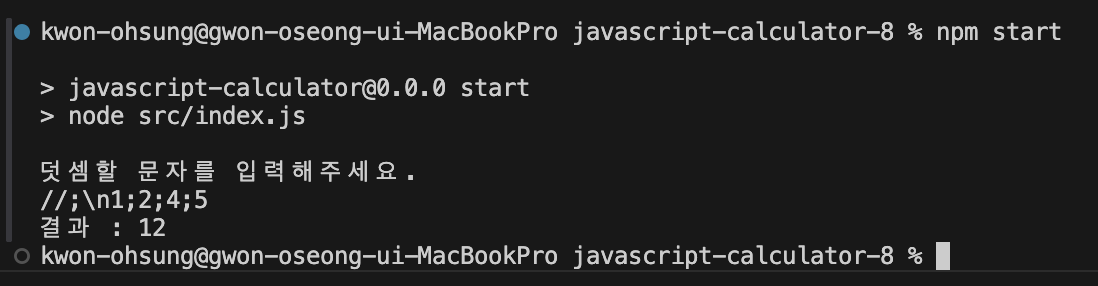 kwon-ohsung@gwon-oseong-ui-MacBookPro javascript-calculator-8 % npm start
> javascript-calculator@0.0.0 start
> node src/index.js
덧셈할 문자를 입력해주세요.
//;\n1;2;4;5
결과 : 12
kwon-ohsung@gwon-oseong-ui-MacBookPro javascript-calculator-8 %